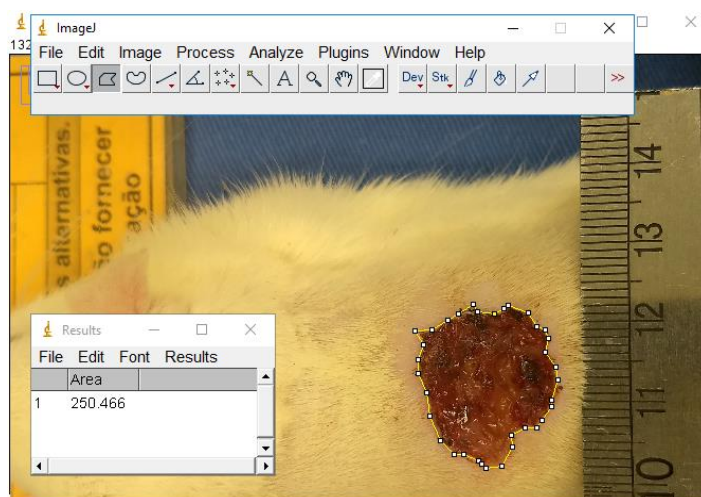 ImageJ
132
File Edit Image Process Analyze Plugins Window Help
Dev Stk >>
s alternativas.
o fornecer
ação
14
13
12
11
10
Results
File Edit Font Results
Area
1 250.466